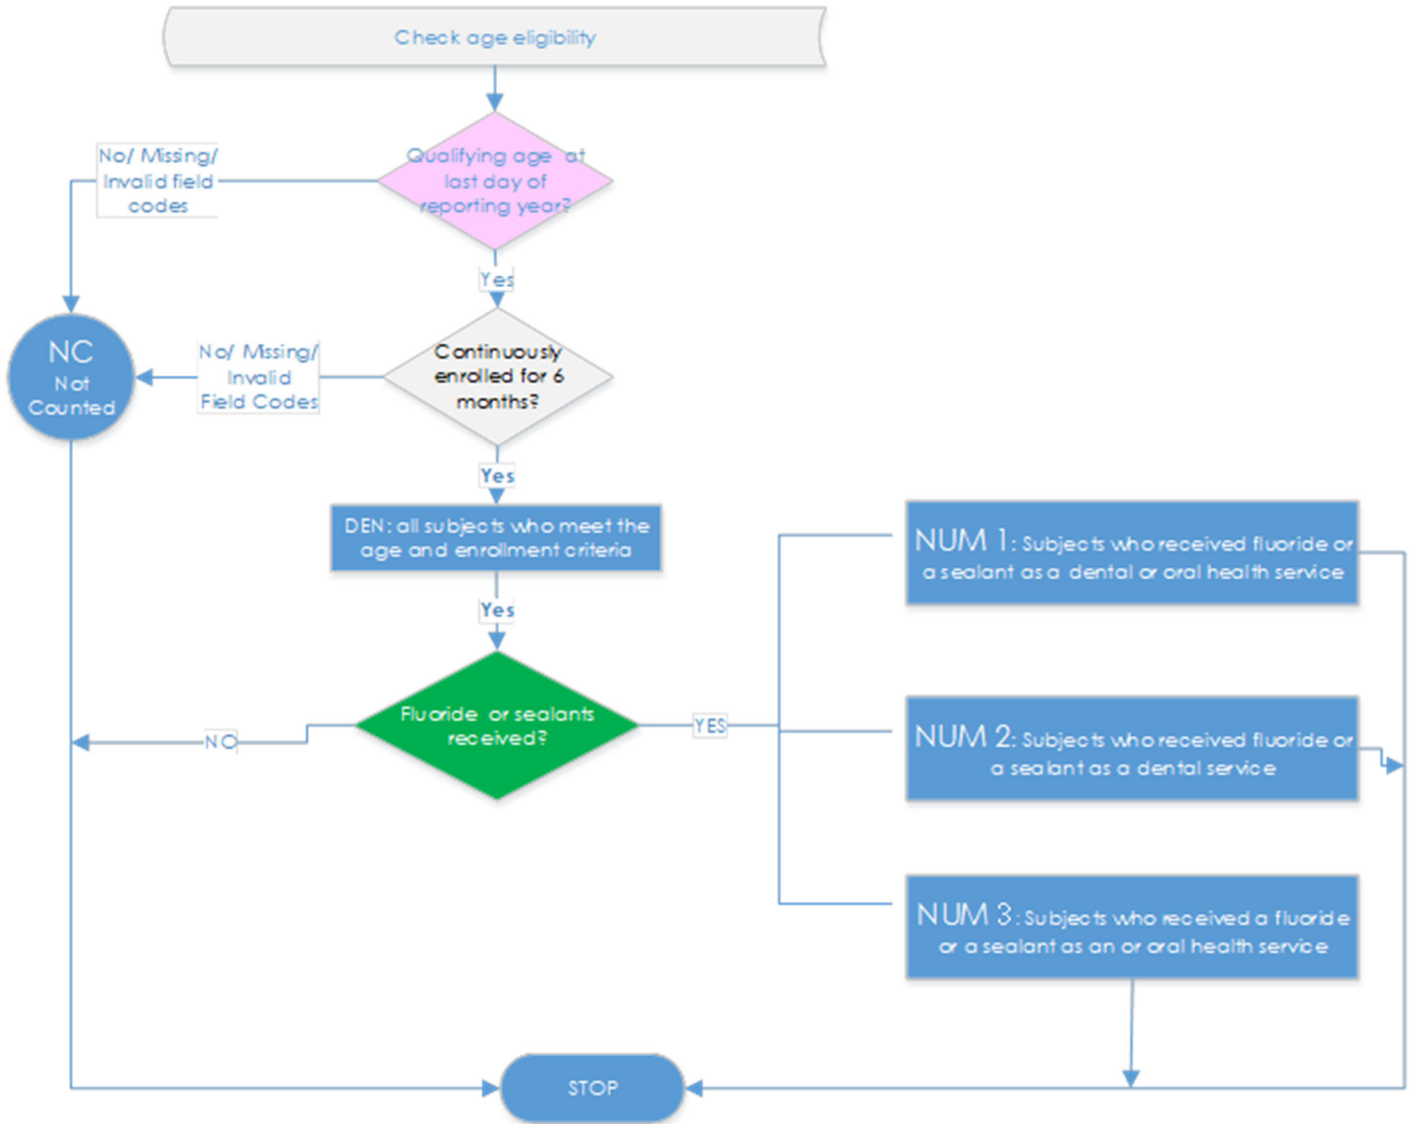 Check age eligibility
Qualifying age at
last day of
reporting year?
No/ Missing/
Invalid field
codes
Yes
NC
Not
Counted
No/ Missing/
Invalid
Field Codes
Continuously
enrolled for 6
months?
Yes
DEN: all subjects who meet the
age and enrollment criteria
Yes
Fluoride or sealants
received?
NO
YES
NUM 1: Subjects who received fluoride or
a sealant as a dental or oral health service
NUM 2: Subjects who received fluoride or
a sealant as a dental service
NUM 3: Subjects who received a fluoride
or a sealant as an or oral health service
STOP